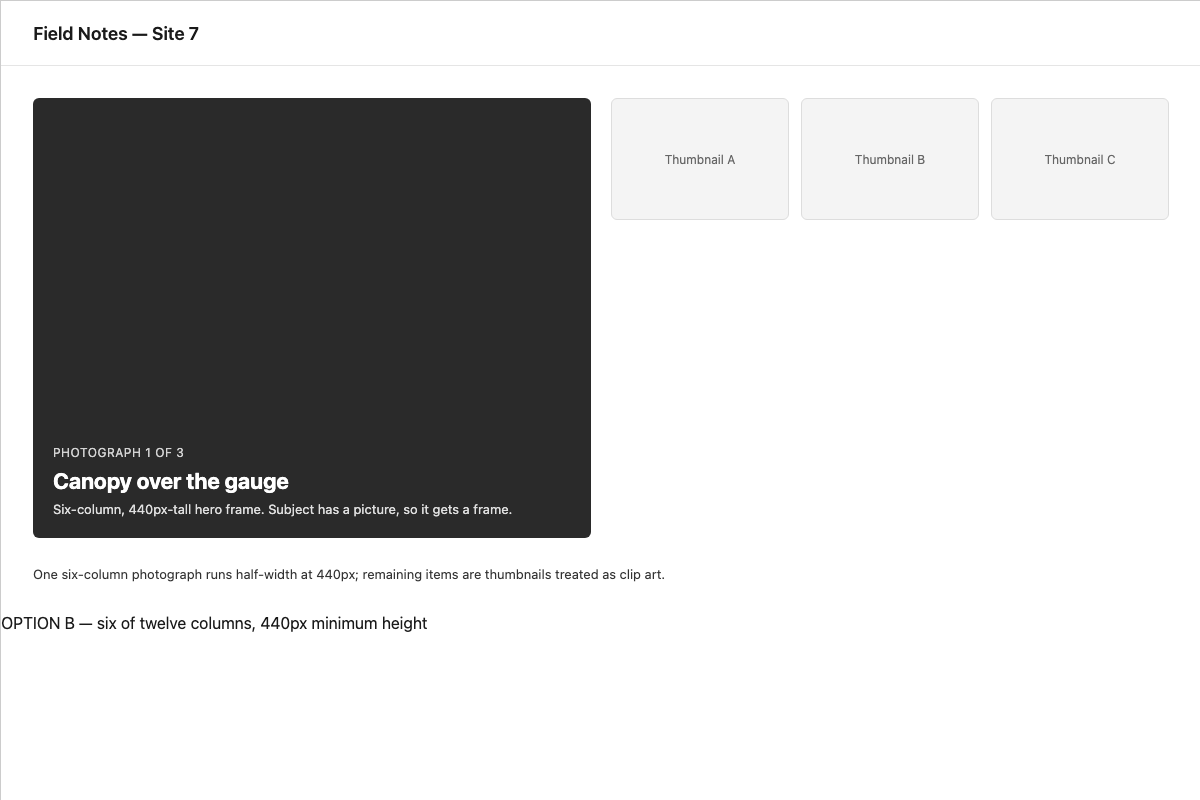 Field Notes — Site 7
Thumbnail A
Thumbnail B
Thumbnail C
PHOTOGRAPH 1 OF 3
Canopy over the gauge
Six-column, 440px-tall hero frame. Subject has a picture, so it gets a frame.
One six-column photograph runs half-width at 440px; remaining items are thumbnails treated as clip art.
OPTION B — six of twelve columns, 440px minimum height